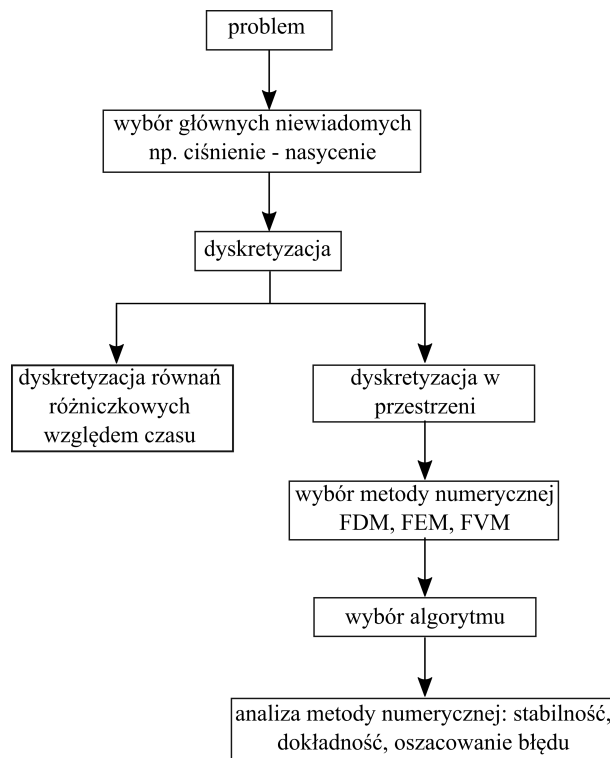 problem
wybór głównych niewiadomych
np. ciśnienie - nasycenie
dyskretyzacja
dyskretyzacja równań
różniczkowych
względem czasu
dyskretyzacja w
przestrzeni
wybór metody numerycznej
FDM, FEM, FVM
wybór algorytmu
analiza metody numerycznej: stabilność,
dokładność, oszacowanie błędu